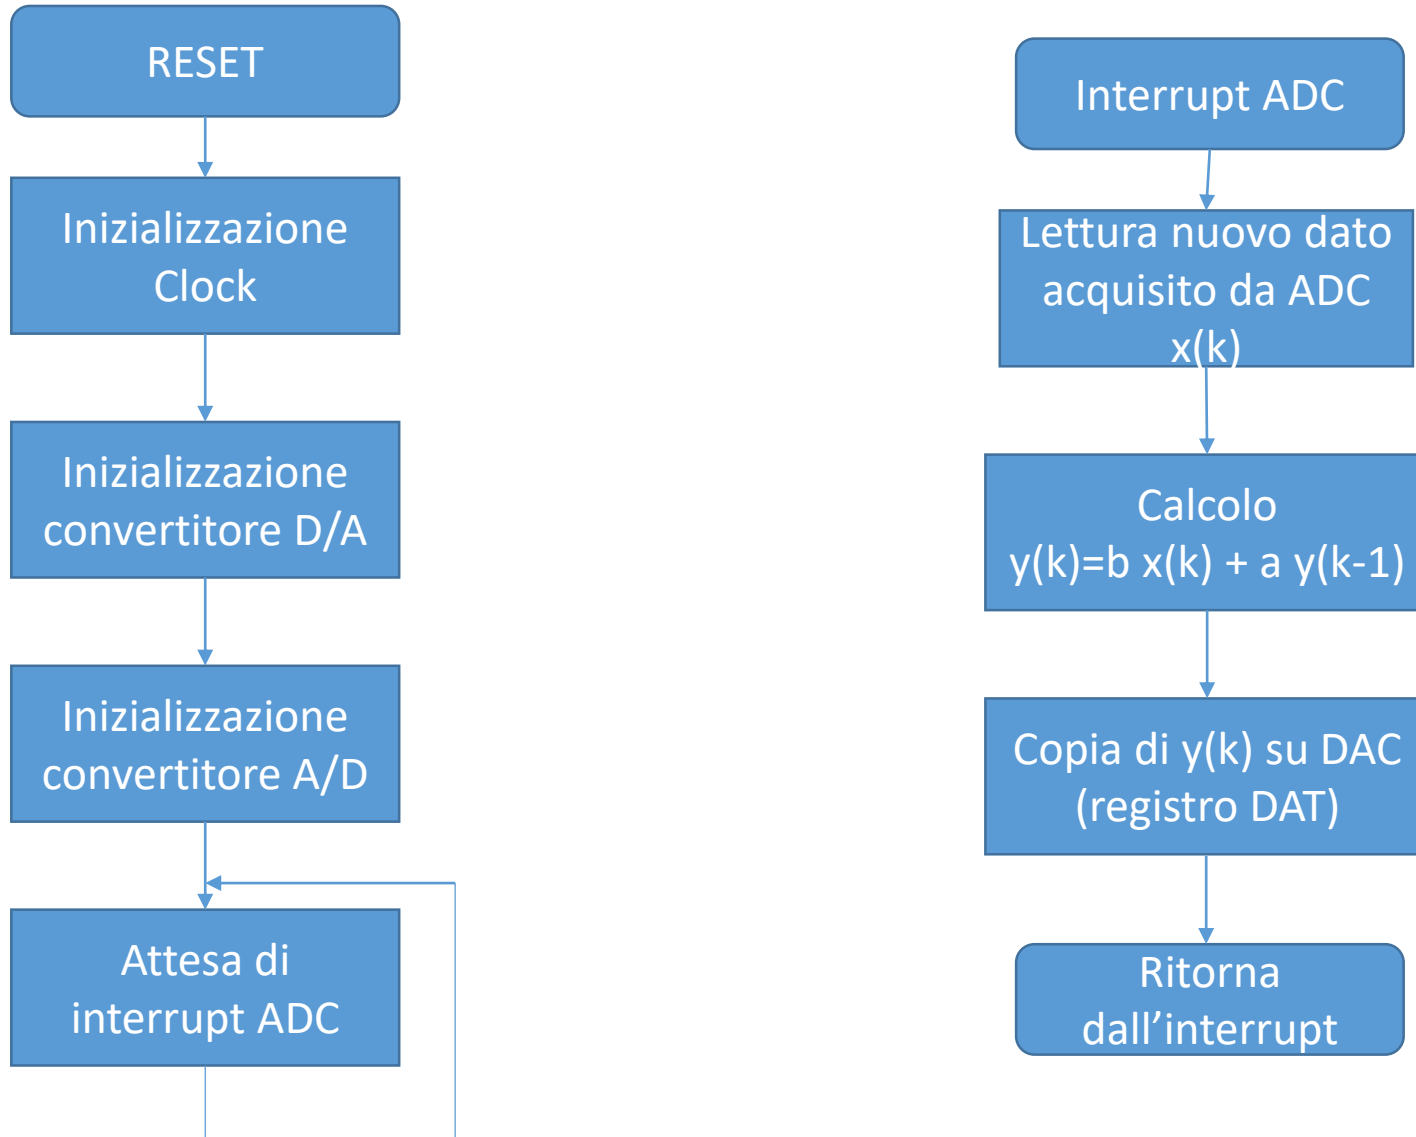 RESET
Inizializzazione
Clock
Inizializzazione
convertitore D/A
Inizializzazione
convertitore A/D
Attesa di
interrupt ADC
Interrupt ADC
Lettura nuovo dato
acquisito da ADC
x(k)
Calcolo
y(k)=b x(k) + a y(k-1)
Copia di y(k) su DAC
(registro DAT)
Ritorna
dall’interrupt